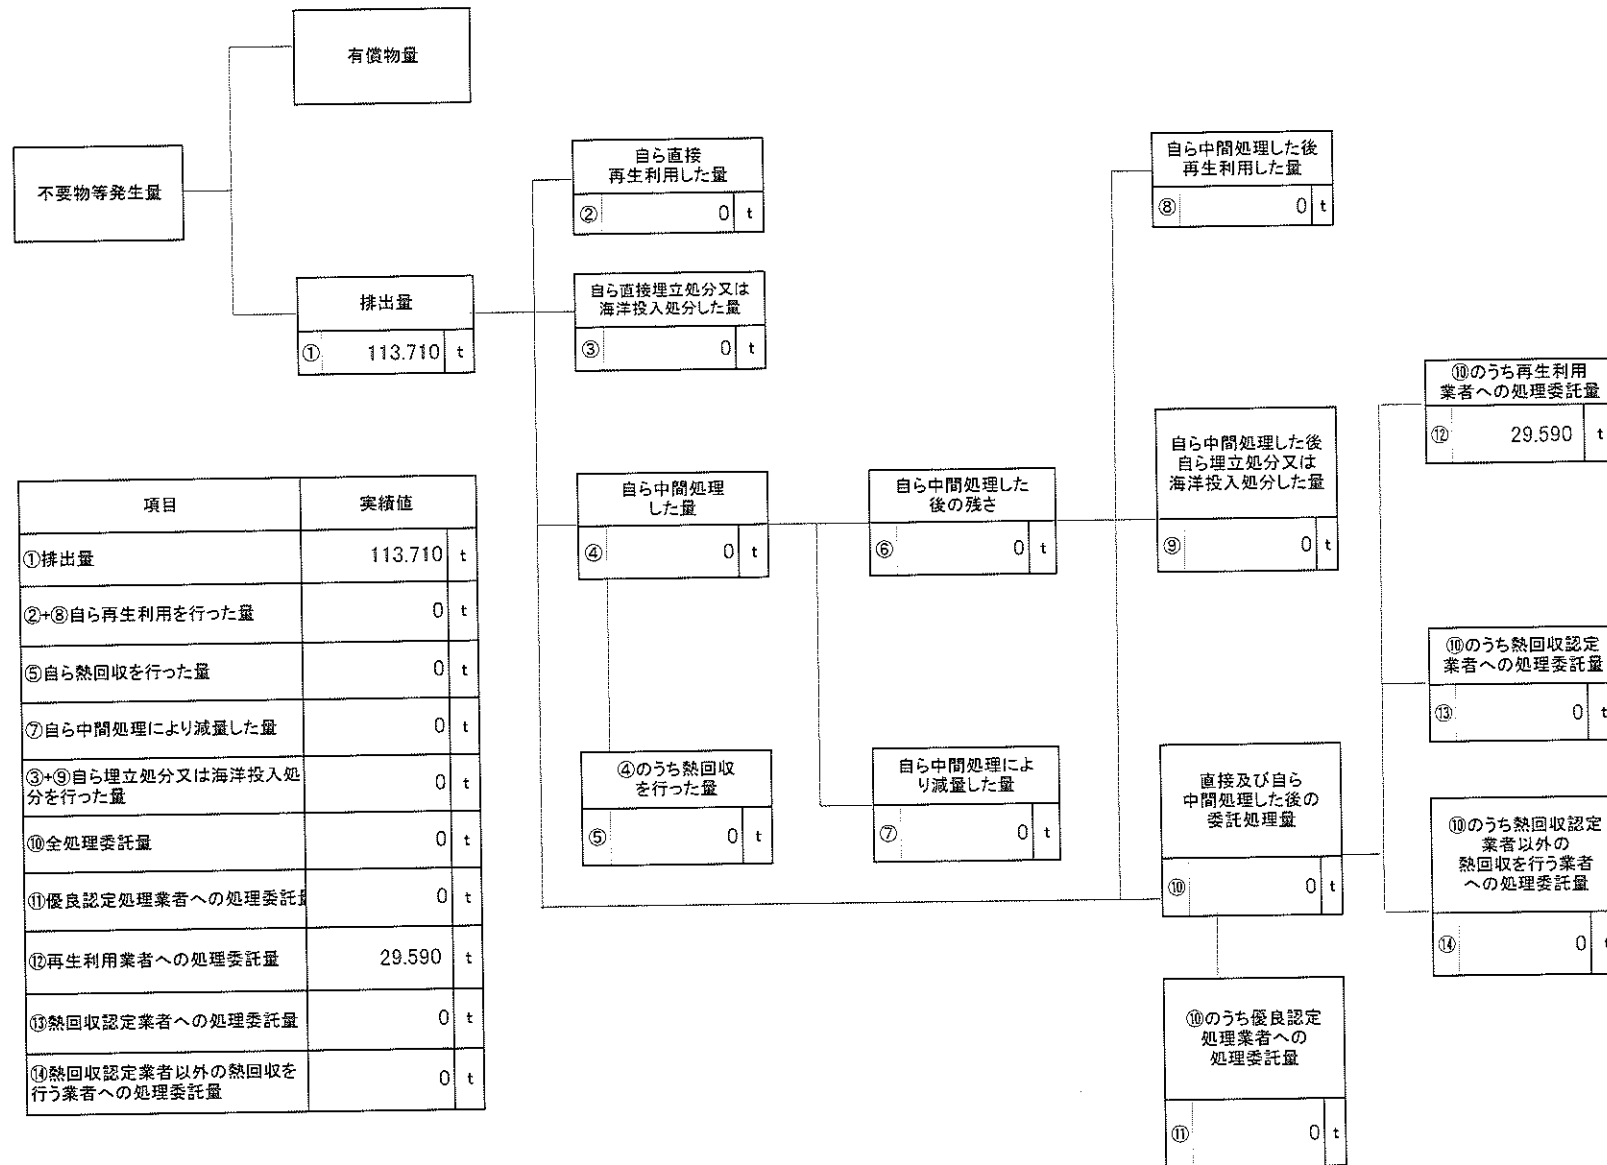 有償物量
不要物等発生量
排出量
① 113.710 t
自ら直接
再生利用した量
② 0 t
自ら直接埋立処分又は
海洋投入処分した量
③ 0 t
自ら中間処理
した量
④ 0 t
④のうち熱回収
を行った量
⑤ 0 t
自ら中間処理した
後の残さ
⑥ 0 t
自ら中間処理によ
り減量した量
⑦ 0 t
自ら中間処理した後
再生利用した量
⑧ 0 t
自ら中間処理した後
自ら埋立処分又は
海洋投入処分した量
⑨ 0 t
直接及び自ら
中間処理した後の
委託処理量
⑩ 0 t
⑩のうち優良認定
処理業者への
処理委託量
⑪ 0 t
⑩のうち再生利用
業者への処理委託量
⑫ 29.590 t
⑩のうち熱回収認定
業者への処理委託量
⑬ 0 t
⑩のうち熱回収認定
業者以外の
熱回収を行う業者
への処理委託量
⑭ 0 t
項目 実績値
①排出量 113.710 t
②+⑧自ら再生利用を行った量 0 t
⑤自ら熱回収を行った量 0 t
⑦自ら中間処理により減量した量 0 t
③+⑨自ら埋立処分又は海洋投入処
分を行った量 0 t
⑩全処理委託量 0 t
⑪優良認定処理業者への処理委託量 0 t
⑫再生利用業者への処理委託量 29.590 t
⑬熱回収認定業者への処理委託量 0 t
⑭熱回収認定業者以外の熱回収を
行う業者への処理委託量 0 t